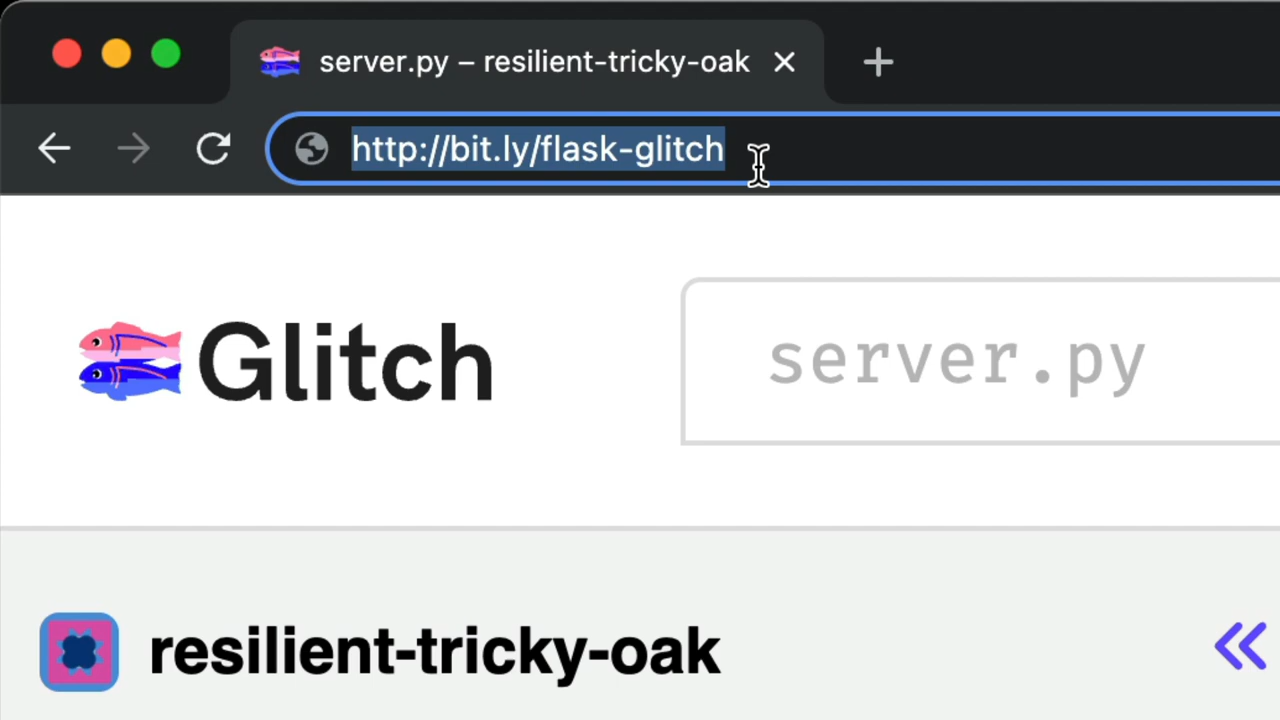 server.py – resilient-tricky-oak
http://bit.ly/flask-glitch
Glitch
server.py
resilient-tricky-oak